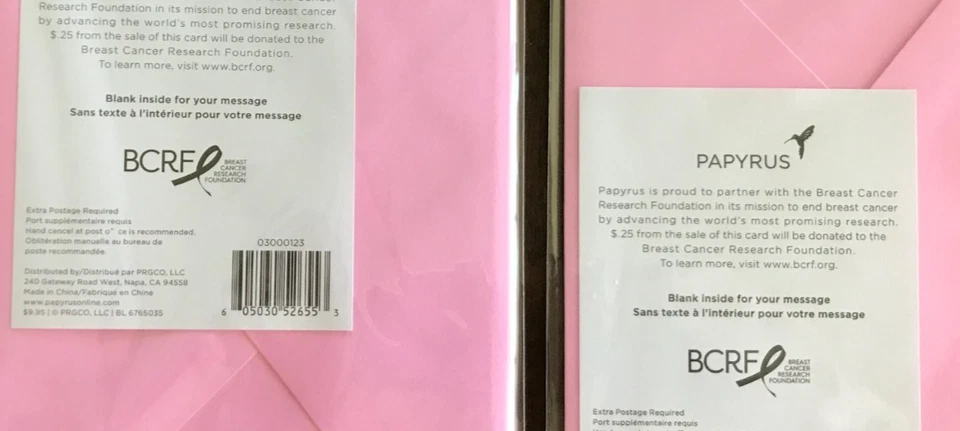 Research Foundation in its mission to end breast cancer
by advancing the world's most promising research.
$.25 from the sale of this card will be donated to the
Breast Cancer Research Foundation.
To learn more, visit www.bcrf.org.
Blank inside for your message
Sans texte à l'intérieur pour votre message
BCRF
BREAST
CANCER
RESEARCH
FOUNDATION
Extra Postage Required
Port supplémentaire requis
Hand cancel at post o" ce is recommended.
Oblitération manuelle au bureau de
poste recommandée.
03000123
Distributed by/Distribué par PRGCO, LLC
240 Gateway Road West, Napa, CA 94558
Made in China/Fabriqué en Chine
www.papyrusonline.com
$9.95 | © PRGCO, LLC | BL 6765035
6 05030 52655 3
PAPYRUS
Papyrus is proud to partner with the Breast Cancer
Research Foundation in its mission to end breast cancer
by advancing the world's most promising research.
$.25 from the sale of this card will be donated to the
Breast Cancer Research Foundation.
To learn more, visit www.bcrf.org.
Blank inside for your message
Sans texte à l'intérieur pour votre message
BCRF
BREAST
CANCER
RESEARCH
FOUNDATION
Extra Postage Required
Port supplémentaire requis